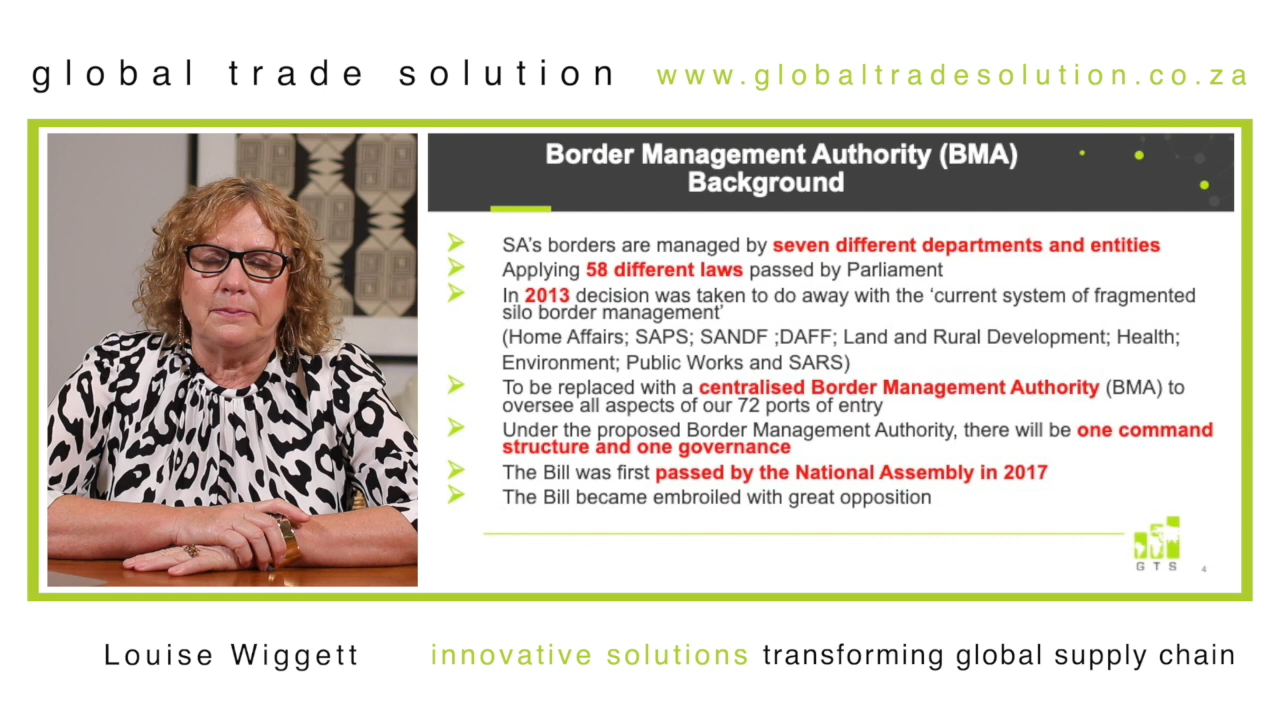 global trade solution www.globaltradesolution.co.za
Border Management Authority (BMA)
Background
SA's borders are managed by seven different departments and entities
Applying 58 different laws passed by Parliament
In 2013 decision was taken to do away with the 'current system of fragmented
silo border management'
(Home Affairs; SAPS; SANDF ;DAFF; Land and Rural Development; Health;
Environment; Public Works and SARS)
To be replaced with a centralised Border Management Authority (BMA) to
oversee all aspects of our 72 ports of entry
Under the proposed Border Management Authority, there will be one command
structure and one governance
The Bill was first passed by the National Assembly in 2017
The Bill became embroiled with great opposition
G T S
4
Louise Wiggett
innovative solutions transforming global supply chain